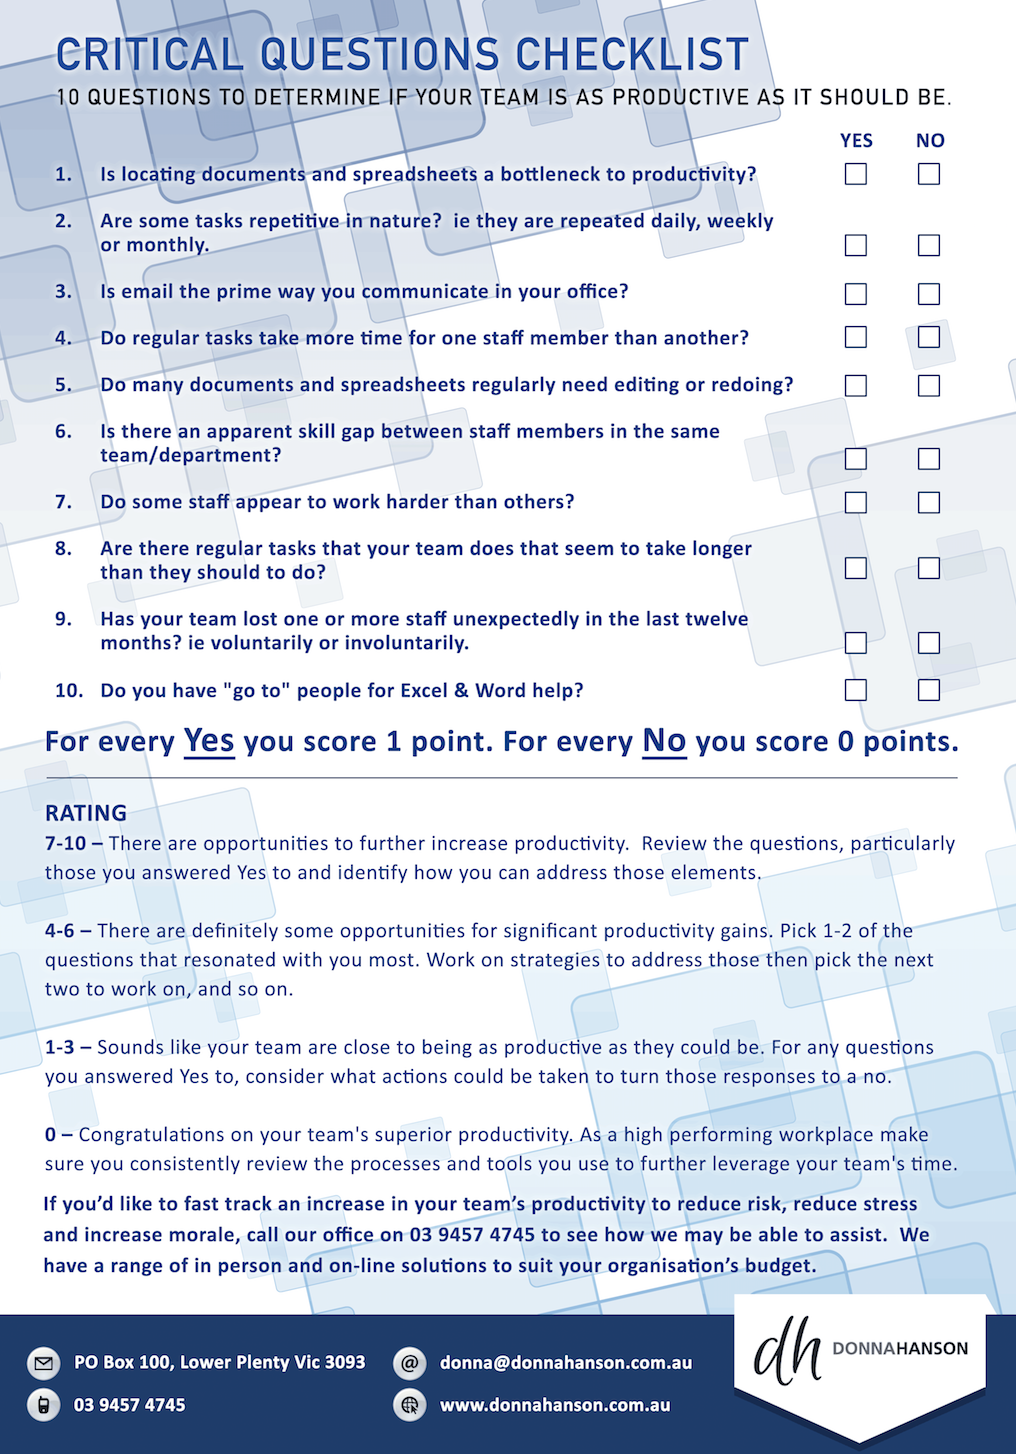 CRITICAL QUESTIONS CHECKLIST
10 QUESTIONS TO DETERMINE IF YOUR TEAM IS AS PRODUCTIVE AS IT SHOULD BE.
YES NO
1. Is locating documents and spreadsheets a bottleneck to productivity?
2. Are some tasks repetitive in nature?  ie they are repeated daily, weekly
or monthly.
3. Is email the prime way you communicate in your office?
4. Do regular tasks take more time for one staff member than another?
5. Do many documents and spreadsheets regularly need editing or redoing?
6. Is there an apparent skill gap between staff members in the same
team/department?
7. Do some staff appear to work harder than others?
8. Are there regular tasks that your team does that seem to take longer
than they should to do?
9. Has your team lost one or more staff unexpectedly in the last twelve
months? ie voluntarily or involuntarily.
10. Do you have "go to" people for Excel & Word help?
For every Yes you score 1 point. For every No you score 0 points.
RATING
7-10 – There are opportunities to further increase productivity.  Review the questions, particularly
those you answered Yes to and identify how you can address those elements.
4-6 – There are definitely some opportunities for significant productivity gains. Pick 1-2 of the
questions that resonated with you most. Work on strategies to address those then pick the next
two to work on, and so on.
1-3 – Sounds like your team are close to being as productive as they could be. For any questions
you answered Yes to, consider what actions could be taken to turn those responses to a no.
0 – Congratulations on your team's superior productivity. As a high performing workplace make
sure you consistently review the processes and tools you use to further leverage your team's time.
If you’d like to fast track an increase in your team’s productivity to reduce risk, reduce stress
and increase morale, call our office on 03 9457 4745 to see how we may be able to assist.  We
have a range of in person and on-line solutions to suit your organisation’s budget.
PO Box 100, Lower Plenty Vic 3093
03 9457 4745
@ donna@donnahanson.com.au
www.donnahanson.com.au
dh DONNAHANSON